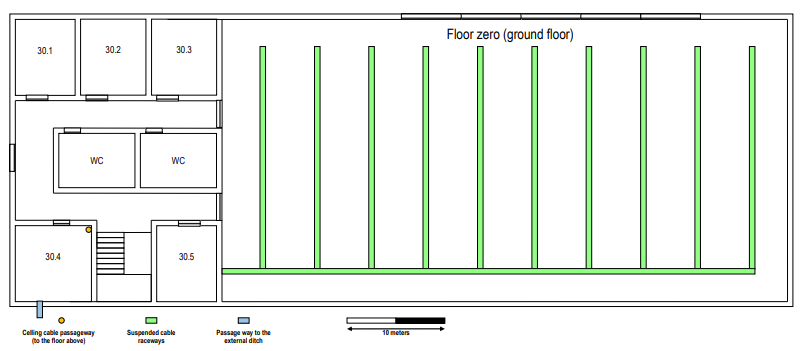 Floor zero (ground floor)
30.1
30.2
30.3
WC
WC
30.4
30.5
Celling cable passageway
(to the floor above)
Suspended cable
raceways
Passage way to the
external ditch
10 meters